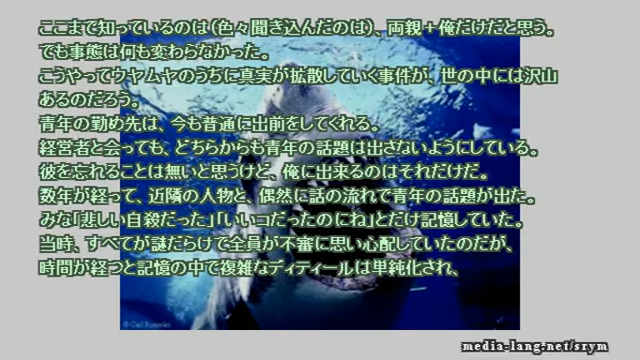 ここまで知っているのは（色々聞き込んだのは）、両親＋俺だけだと思う。
でも事態は何も変わらなかった。
こうやってウヤムヤのうちに真実が拡散していく事件が、世の中には沢山
あるのだろう。
青年の勤め先は、今も普通に出前をしてくれる。
経営者と会っても、どちらからも青年の話題は出さないようにしている。
彼を忘れることは無いと思うけど、俺に出来るのはそれだけだ。
数年が経って、近隣の人物と、偶然に話の流れで青年の話題が出た。
みな「悲しい自殺だった」「いいコだったのにね」とだけ記憶していた。
当時、すべてが謎だらけで全員が不審に思い心配していたのだが、
時間が経つと記憶の中で複雑なディティールは単純化され、
media-lang-net/srym